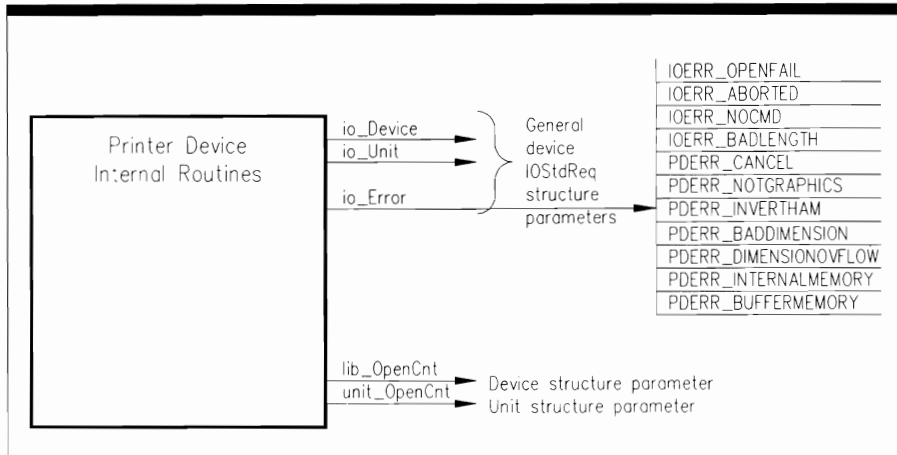 Printer Device
Internal Routines
io_Device
io_Unit
io_Error
General
device
IOStdReq
structure
parameters
IOERR_OPENFAIL
IOERR_ABORTED
IOERR_NOCMD
IOERR_BADLENGTH
PDERR_CANCEL
PDERR_NOTGRAPHICS
PDERR_INVERTHAM
PDERR_BADDIMENSION
PDERR_DIMENSIONOVFLOW
PDERR_INTERNALMEMORY
PDERR_BUFFERMEMORY
lib_OpenCnt
Device structure parameter
unit_OpenCnt
Unit structure parameter